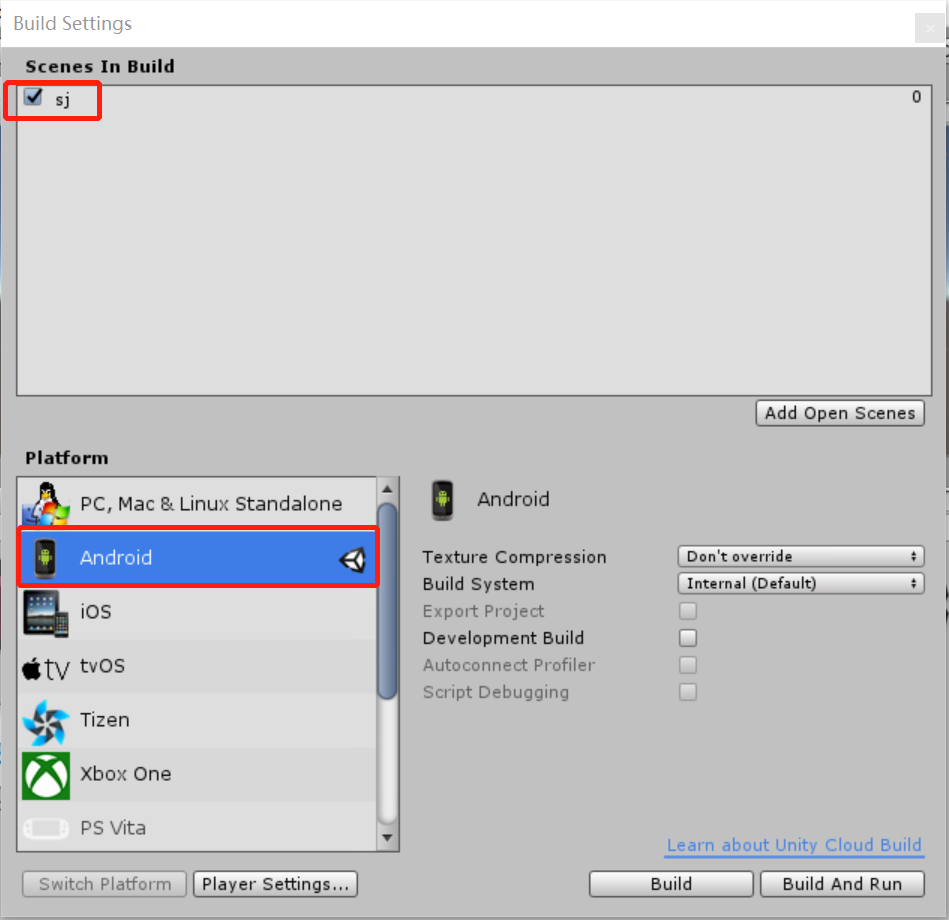 Build Settings
Scenes In Build
sj 0
Add Open Scenes
Platform
PC, Mac & Linux Standalone
Android
iOS
tvOS
Tizen
Xbox One
PS Vita
Android
Texture Compression Don't override
Build System Internal (Default)
Export Project
Development Build
Autoconnect Profiler
Script Debugging
Learn about Unity Cloud Build
Switch Platform Player Settings... Build Build And Run